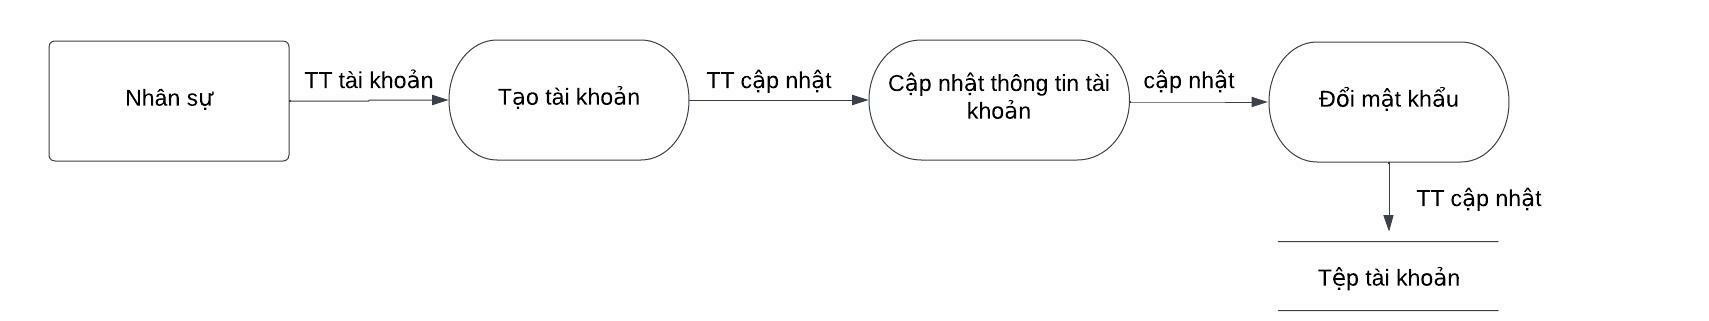 Nhân sự
TT tài khoản
Tạo tài khoản
TT cập nhật
Cập nhật thông tin tài
khoản
cập nhật
Đổi mật khẩu
TT cập nhật
Tệp tài khoản